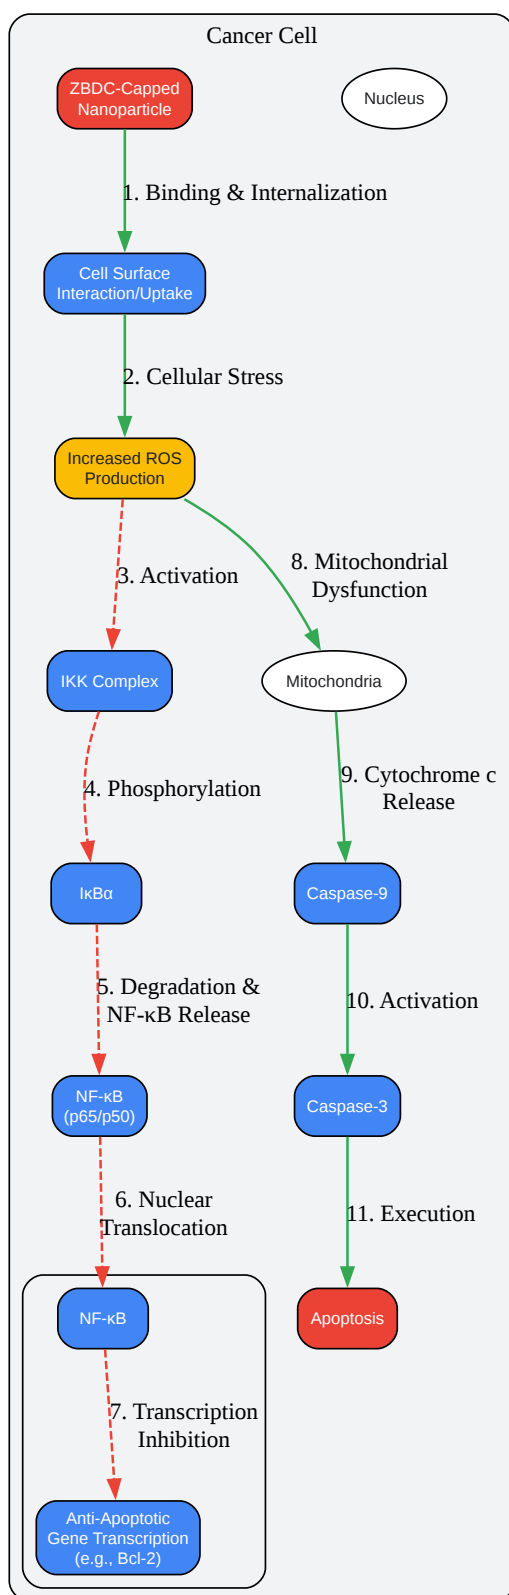 Cancer Cell
ZBDC-Capped
Nanoparticle
Nucleus
1. Binding & Internalization
Cell Surface
Interaction/Uptake
2. Cellular Stress
Increased ROS
Production
3. Activation
8. Mitochondrial
Dysfunction
IKK Complex
Mitochondria
4. Phosphorylation
9. Cytochrome c
Release
IκBα
Caspase-9
5. Degradation &
NF-κB Release
10. Activation
NF-κB
(p65/p50)
Caspase-3
6. Nuclear
Translocation
11. Execution
NF-κB
Apoptosis
7. Transcription
Inhibition
Anti-Apoptotic
Gene Transcription
(e.g., Bcl-2)